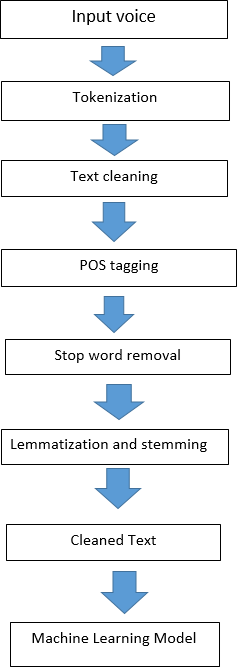 Input voice
Tokenization
Text cleaning
POS tagging
Stop word removal
Lemmatization and stemming
Cleaned Text
Machine Learning Model